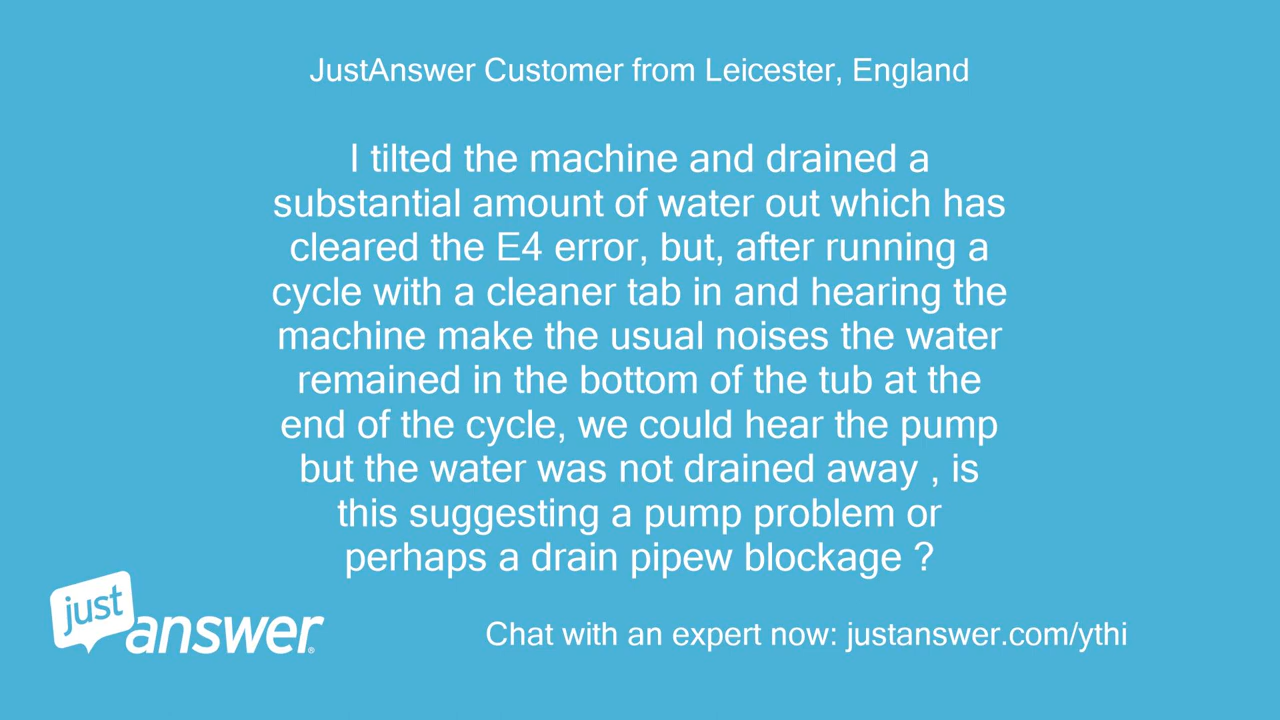 JustAnswer Customer from Leicester, England
I tilted the machine and drained a
substantial amount of water out which has
cleared the E4 error, but, after running a
cycle with a cleaner tab in and hearing the
machine make the usual noises the water
remained in the bottom of the tub at the
end of the cycle, we could hear the pump
but the water was not drained away , is
this suggesting a pump problem or
perhaps a drain pipew blockage ?
just
answer®
Chat with an expert now: justanswer.com/ythi